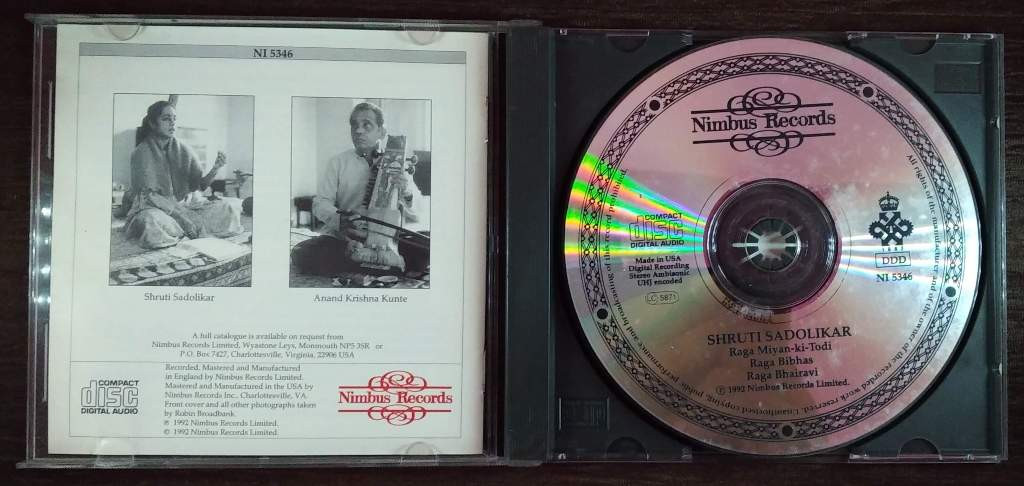 NI 5346
Shruti Sadolikar
Anand Krishna Kunte
A full catalogue is available on request from
Nimbus Records Limited, Wyastone Leys, Monmouth NP5 3SR or
P.O. Box 7427, Charlottesville, Virginia, 22906 USA
COMPACT
disc
DIGITAL AUDIO
Recorded, Mastered and Manufactured
in England by Nimbus Records Limited.
Mastered and Manufactured in the USA by
Nimbus Records Inc., Charlottesville, VA.
Front cover and all other photographs taken
by Robin Broadbank.
℗ 1992 Nimbus Records Limited.
© 1992 Nimbus Records Limited.
Nimbus Records
Nimbus Records
All rights of the manufacturer and of the owner of the recorded work reserved. Unauthorised copying, public performance and broadcasting of this record prohibited.
COMPACT
disc
DIGITAL AUDIO
Made in USA
Digital Recording
Stereo Ambisonic
UHJ encoded
LC 5871
DDD
NI 5346
SHRUTI SADOLIKAR
Raga Miyan-ki-Todi
Raga Bibhas
Raga Bhairavi
℗ 1992 Nimbus Records Limited.